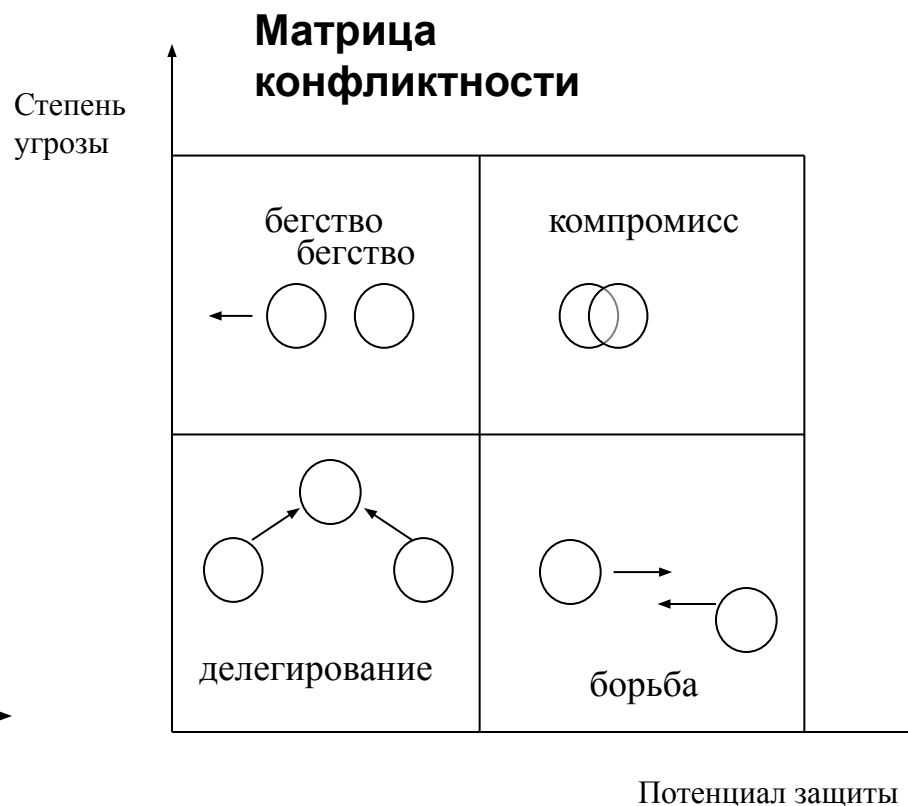 Матрица
конфликтности
Степень
угрозы
бегство
бегство
компромисс
делегирование
борьба
Потенциал защиты